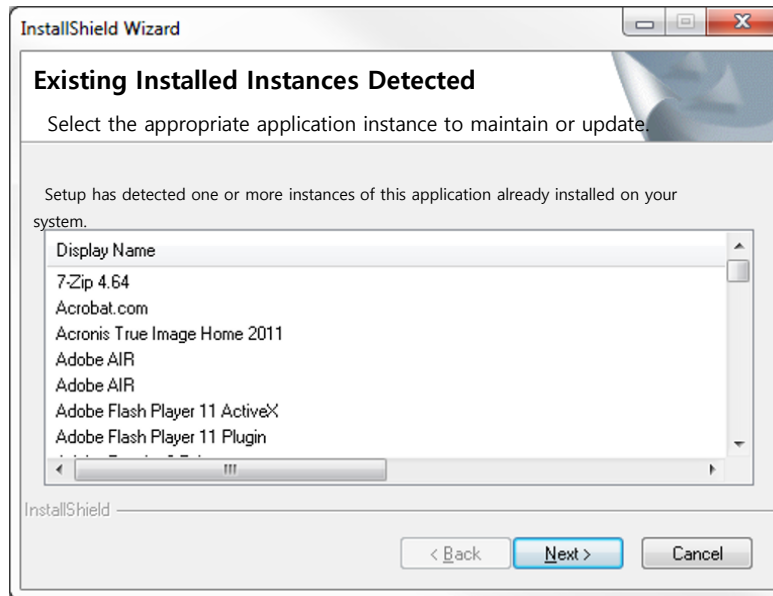 InstallShield Wizard
Existing Installed Instances Detected
Select the appropriate application instance to maintain or update.
Setup has detected one or more instances of this application already installed on your
system.
Display Name
7-Zip 4.64
Acrobat.com
Acronis True Image Home 2011
Adobe AIR
Adobe AIR
Adobe Flash Player 11 ActiveX
Adobe Flash Player 11 Plugin
InstallShield
< Back Next > Cancel